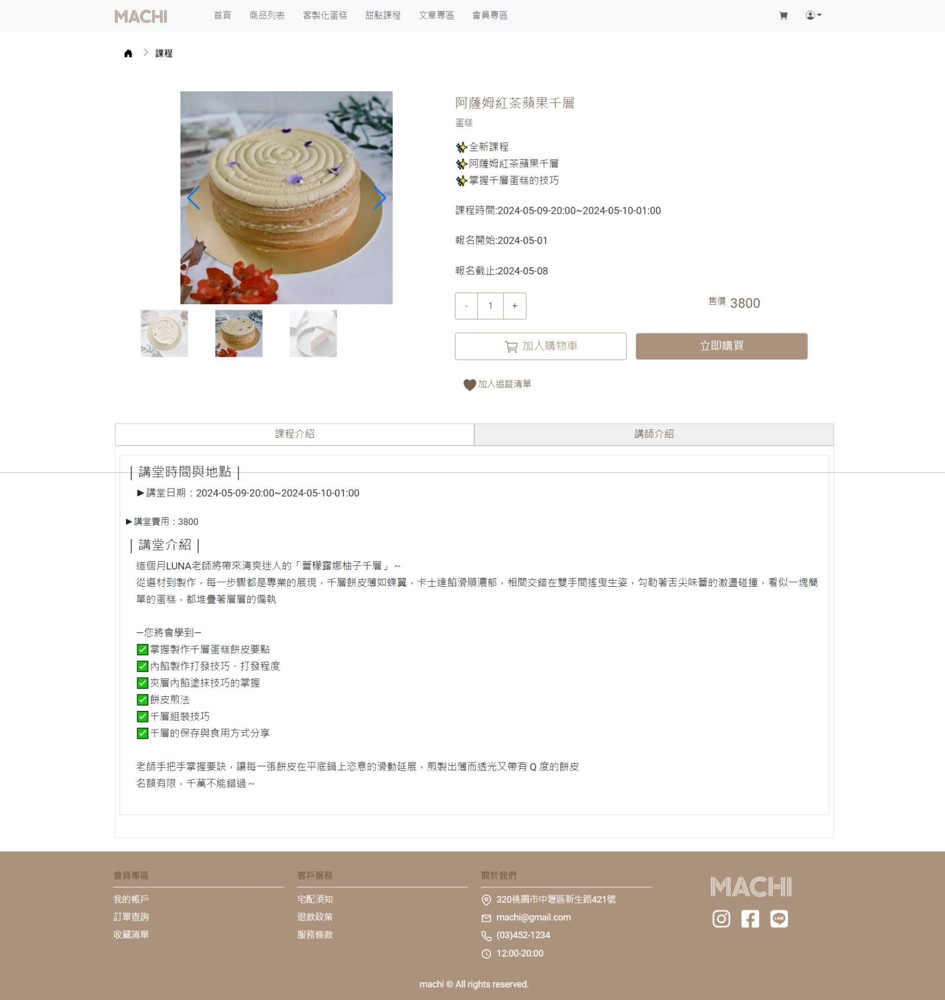 MACHI
首頁 商品列表 客製化蛋糕 甜點課程 文章專區 會員專區
課程
阿薩姆紅茶蘋果千層
蛋糕
✨全新課程
✨阿薩姆紅茶蘋果千層
✨掌握千層蛋糕的技巧
課程時間:2024-05-09-20:00~2024-05-10-01:00
報名開始:2024-05-01
報名截止:2024-05-08
- 1 +
售價 3800
加入購物車
立即購買
加入追蹤清單
課程介紹 講師介紹
| 講堂時間與地點 |
►講堂日期：2024-05-09-20:00~2024-05-10-01:00
►講堂費用：3800
| 講堂介紹 |
這個月LUNA老師將帶來清爽迷人的「蕾檬露娜柚子千層」~
從選材到製作，每一步驟都是專業的展現，千層餅皮薄如蝶翼，卡士達餡滑順濃郁，相間交錯在雙手間搖曳生姿，勾勒著舌尖味蕾的激盪碰撞，看似一塊簡
單的蛋糕，都堆疊著層層的偏執
—您將會學到—
✅掌握製作千層蛋糕餅皮要點
✅內餡製作打發技巧、打發程度
✅夾層內餡塗抹技巧的掌握
✅餅皮煎法
✅千層組裝技巧
✅千層的保存與食用方式分享
老師手把手掌握要訣，讓每一張餅皮在平底鍋上恣意的滑動延展，煎製出薄而透光又帶有 Q 度的餅皮
名額有限，千萬不能錯過~
會員專區
我的帳戶
訂單查詢
收藏清單
客戶服務
宅配須知
退款政策
服務條款
關於我們
320桃園市中壢區新生路421號
machi@gmail.com
(03)452-1234
12:00-20:00
MACHI
LINE
machi © All rights reserved.